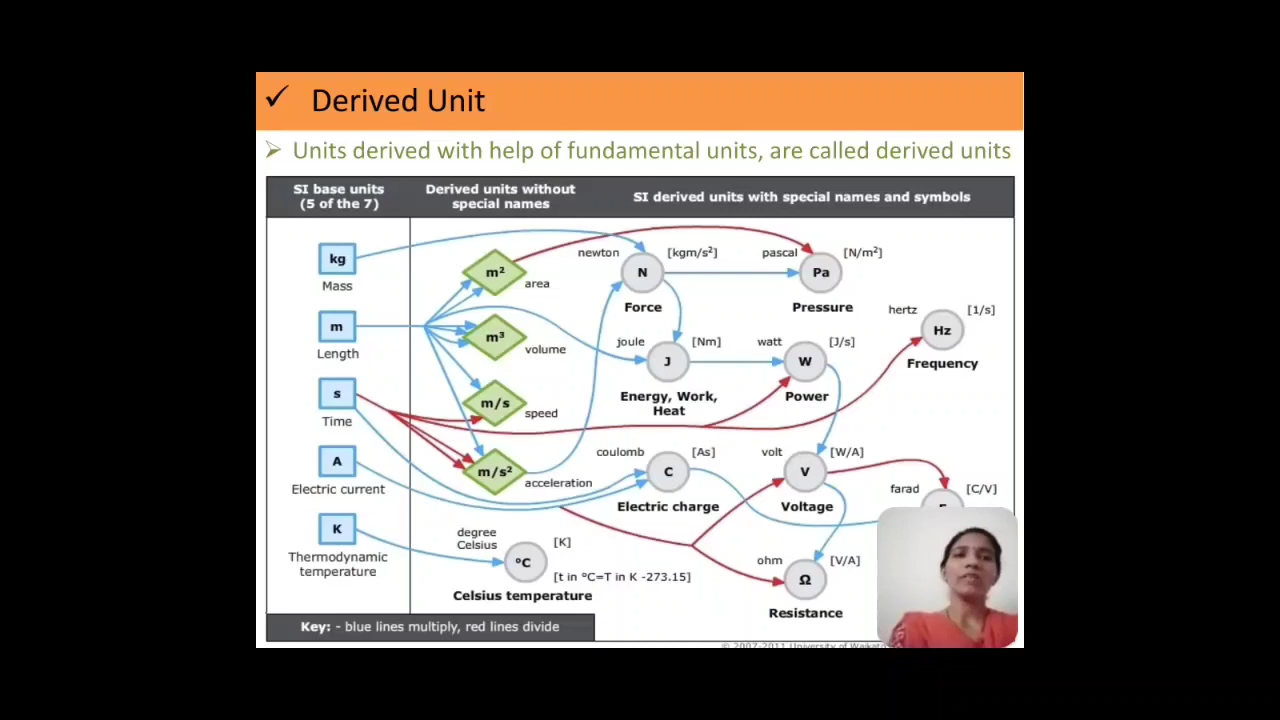 ✓ Derived Unit
➢ Units derived with help of fundamental units, are called derived units
SI base units
(5 of the 7)
Derived units without
special names
SI derived units with special names and symbols
kg
Mass
m
Length
s
Time
A
Electric current
K
Thermodynamic
temperature
m²
area
m³
volume
m/s
speed
m/s²
acceleration
newton
N
[kgm/s²]
Force
pascal
Pa
[N/m²]
Pressure
hertz
Hz
[1/s]
Frequency
joule
J
[Nm]
Energy, Work,
Heat
watt
W
[J/s]
Power
coulomb
C
[As]
Electric charge
volt
V
[W/A]
Voltage
farad
[C/V]
degree
Celsius
°C
[K]
[t in °C=T in K -273.15]
Celsius temperature
ohm
Ω
[V/A]
Resistance
Key: - blue lines multiply, red lines divide
© 2007-2011 University of